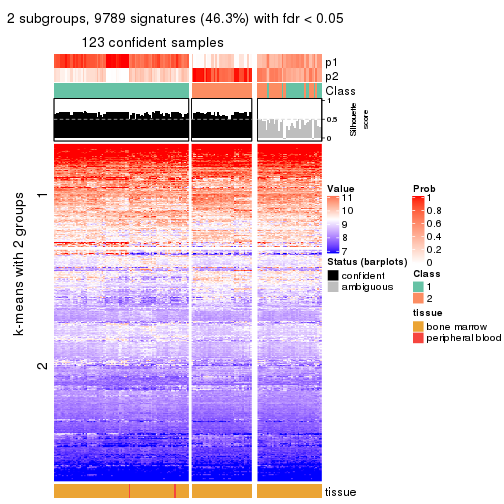 2 subgroups, 9789 signatures (46.3%) with fdr < 0.05
123 confident samples
p1
p2
Class
1
0.5
0
Silhouette
score
k-means with 2 groups
1
2
Value
11
10
9
8
7
Status (barplots)
confident
ambiguous
Prob
1
0.8
0.6
0.4
0.2
0
Class
1
2
tissue
bone marrow
peripheral blood
tissue